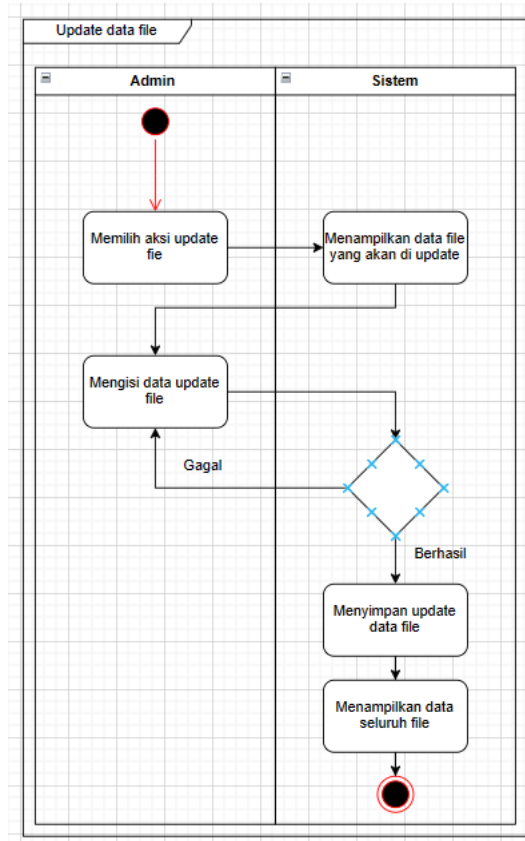 Update data file
Admin
Sistem
Memilih aksi update
fie
Menampilkan data file
yang akan di update
Mengisi data update
file
Gagal
Berhasil
Menyimpan update
data file
Menampilkan data
seluruh file